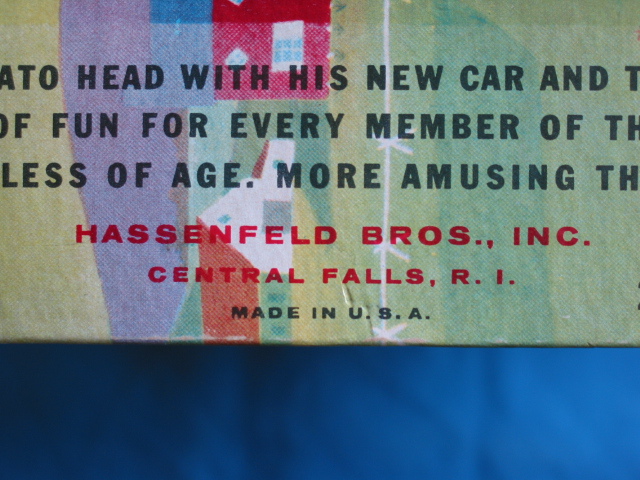 ATO HEAD WITH HIS NEW CAR AND T
OF FUN FOR EVERY MEMBER OF TH
LESS OF AGE. MORE AMUSING TH
HASSENFELD BROS., INC.
CENTRAL FALLS, R. I.
MADE IN U.S.A.